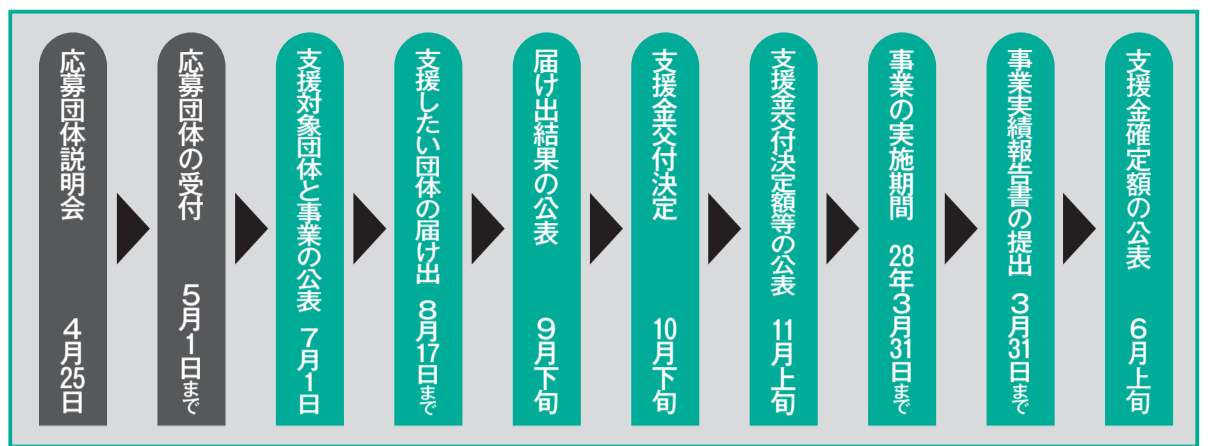 応募団体説明会　４月25日
応募団体の受付　５月１日まで
支援対象団体と事業の公表　７月１日
支援したい団体の届け出　８月17日まで
届け出結果の公表　９月下旬
支援金交付決定　10月下旬
支援金交付決定額等の公表　11月上旬
事業の実施期間　28年３月31日まで
事業実績報告書の提出　３月31日まで
支援金確定額の公表　６月上旬